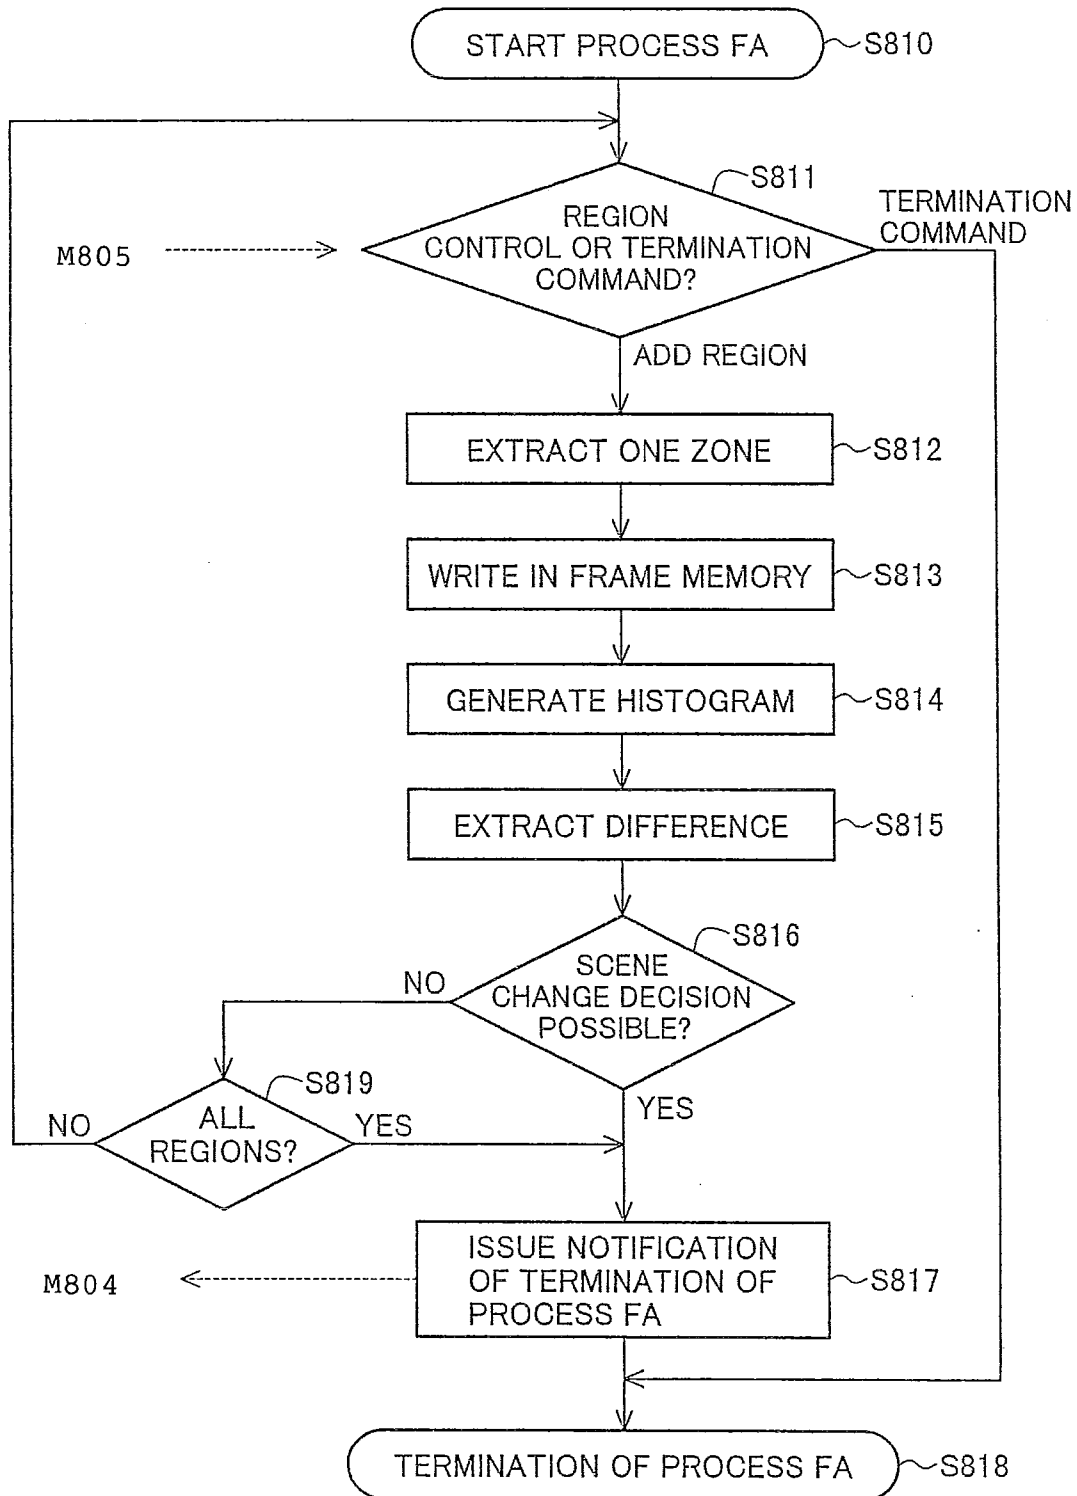 START PROCESS FA
S810
S811
TERMINATION
COMMAND
REGION
CONTROL OR TERMINATION
COMMAND?
M805
ADD REGION
EXTRACT ONE ZONE
S812
WRITE IN FRAME MEMORY
S813
GENERATE HISTOGRAM
S814
EXTRACT DIFFERENCE
S815
S816
SCENE
CHANGE DECISION
POSSIBLE?
NO
YES
S819
ALL
REGIONS?
NO
YES
ISSUE NOTIFICATION
OF TERMINATION OF
PROCESS FA
S817
M804
TERMINATION OF PROCESS FA
S818